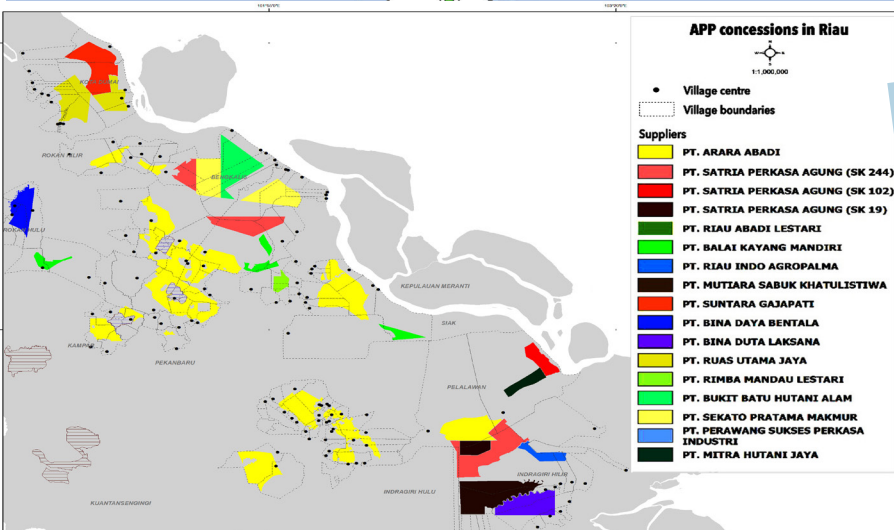 APP concessions in Riau
N
W
E
S
1:1,000,000
Village centre
Village boundaries
Suppliers
PT. ARARA ABADI
PT. SATRIA PERKASA AGUNG (SK 244)
PT. SATRIA PERKASA AGUNG (SK 102)
PT. SATRIA PERKASA AGUNG (SK 19)
PT. RIAU ABADI LESTARI
PT. BALAI KAYANG MANDIRI
PT. RIAU INDO AGROPALMA
PT. MUTIARA SABUK KHATULISTIWA
PT. SUNTARA GAJAPATI
PT. BINA DAYA BENTALA
PT. BINA DUTA LAKSANA
PT. RUAS UTAMA JAYA
PT. RIMBA MANDAU LESTARI
PT. BUKIT BATU HUTANI ALAM
PT. SEKATO PRATAMA MAKMUR
PT. PERAWANG SUKSES PERKASA
INDUSTRI
PT. MITRA HUTANI JAYA
ROKAN HILIR
BENGKALIS
KEPULAUAN MERANTI
SIAK
PEKANBARU
PELALAWAN
INDRAGIRI HILIR
INDRAGIRI HULU
KUANTANSENGINGI